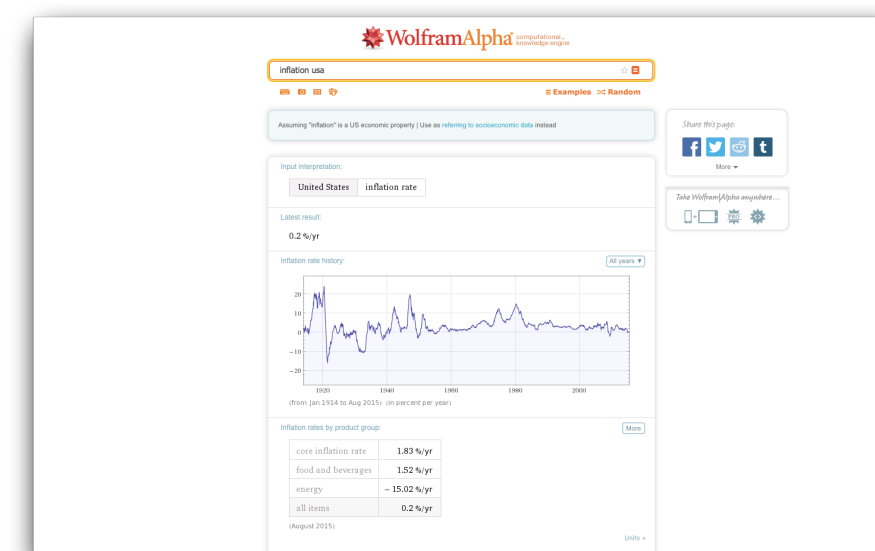 WolframAlpha computational... knowledge engine
inflation usa
Examples Random
Assuming "inflation" is a US economic property | Use as referring to socioeconomic data instead
Share this page:
More
Take Wolfram|Alpha anywhere...
PRO
Input interpretation:
United States inflation rate
Latest result:
0.2 %/yr
Inflation rate history:
All years ▼
20
10
0
-10
-20
1920 1940 1960 1980 2000
(from Jan 1914 to Aug 2015) (in percent per year)
Inflation rates by product group:
More
core inflation rate 1.83 %/yr
food and beverages 1.52 %/yr
energy -15.02 %/yr
all items 0.2 %/yr
(August 2015)
Units »